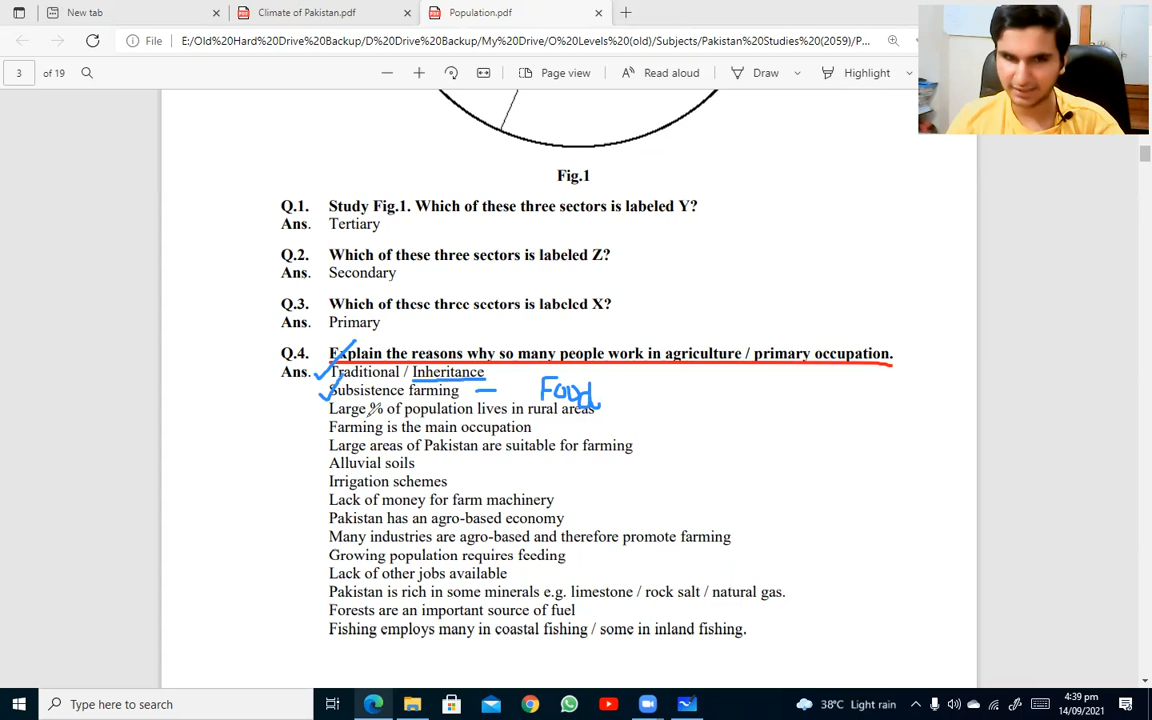 New tab
Climate of Pakistan.pdf
Population.pdf
File
E:/Old%20Hard%20Drive%20Backup/D%20Drive%20Backup/My%20Drive/O%20Levels%20(old)/Subjects/Pakistan%20Studies%20(2059)/P...
3 of 19
Page view
Read aloud
Draw
Highlight
Fig.1
Q.1. Study Fig.1. Which of these three sectors is labeled Y?
Ans. Tertiary
Q.2. Which of these three sectors is labeled Z?
Ans. Secondary
Q.3. Which of these three sectors is labeled X?
Ans. Primary
Q.4. Explain the reasons why so many people work in agriculture / primary occupation.
Ans. Traditional / Inheritance
Subsistence farming — Food
Large % of population lives in rural areas
Farming is the main occupation
Large areas of Pakistan are suitable for farming
Alluvial soils
Irrigation schemes
Lack of money for farm machinery
Pakistan has an agro-based economy
Many industries are agro-based and therefore promote farming
Growing population requires feeding
Lack of other jobs available
Pakistan is rich in some minerals e.g. limestone / rock salt / natural gas.
Forests are an important source of fuel
Fishing employs many in coastal fishing / some in inland fishing.
Type here to search
38°C Light rain
4:39 pm
14/09/2021